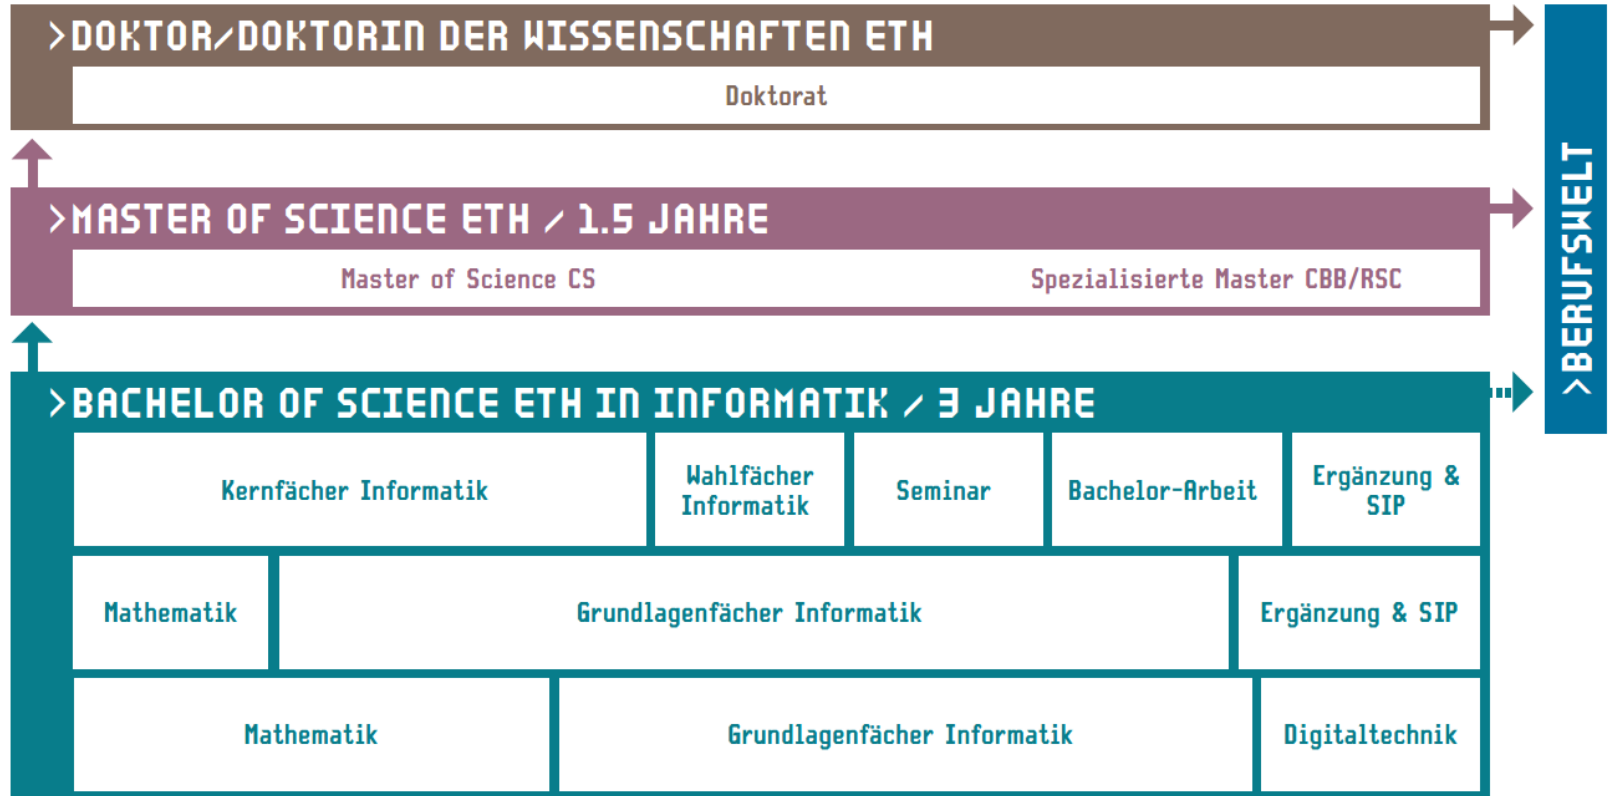 >DOKTOR/DOKTORIN DER WISSENSCHAFTEN ETH
Doktorat
>MASTER OF SCIENCE ETH / 1.5 JAHRE
Master of Science CS
Spezialisierte Master CBB/RSC
>BACHELOR OF SCIENCE ETH IN INFORMATIK / 3 JAHRE
Kernfächer Informatik
Wahlfächer
Informatik
Seminar
Bachelor-Arbeit
Ergänzung &
SIP
Mathematik
Grundlagenfächer Informatik
Ergänzung & SIP
Mathematik
Grundlagenfächer Informatik
Digitaltechnik
>BERUFSWELT